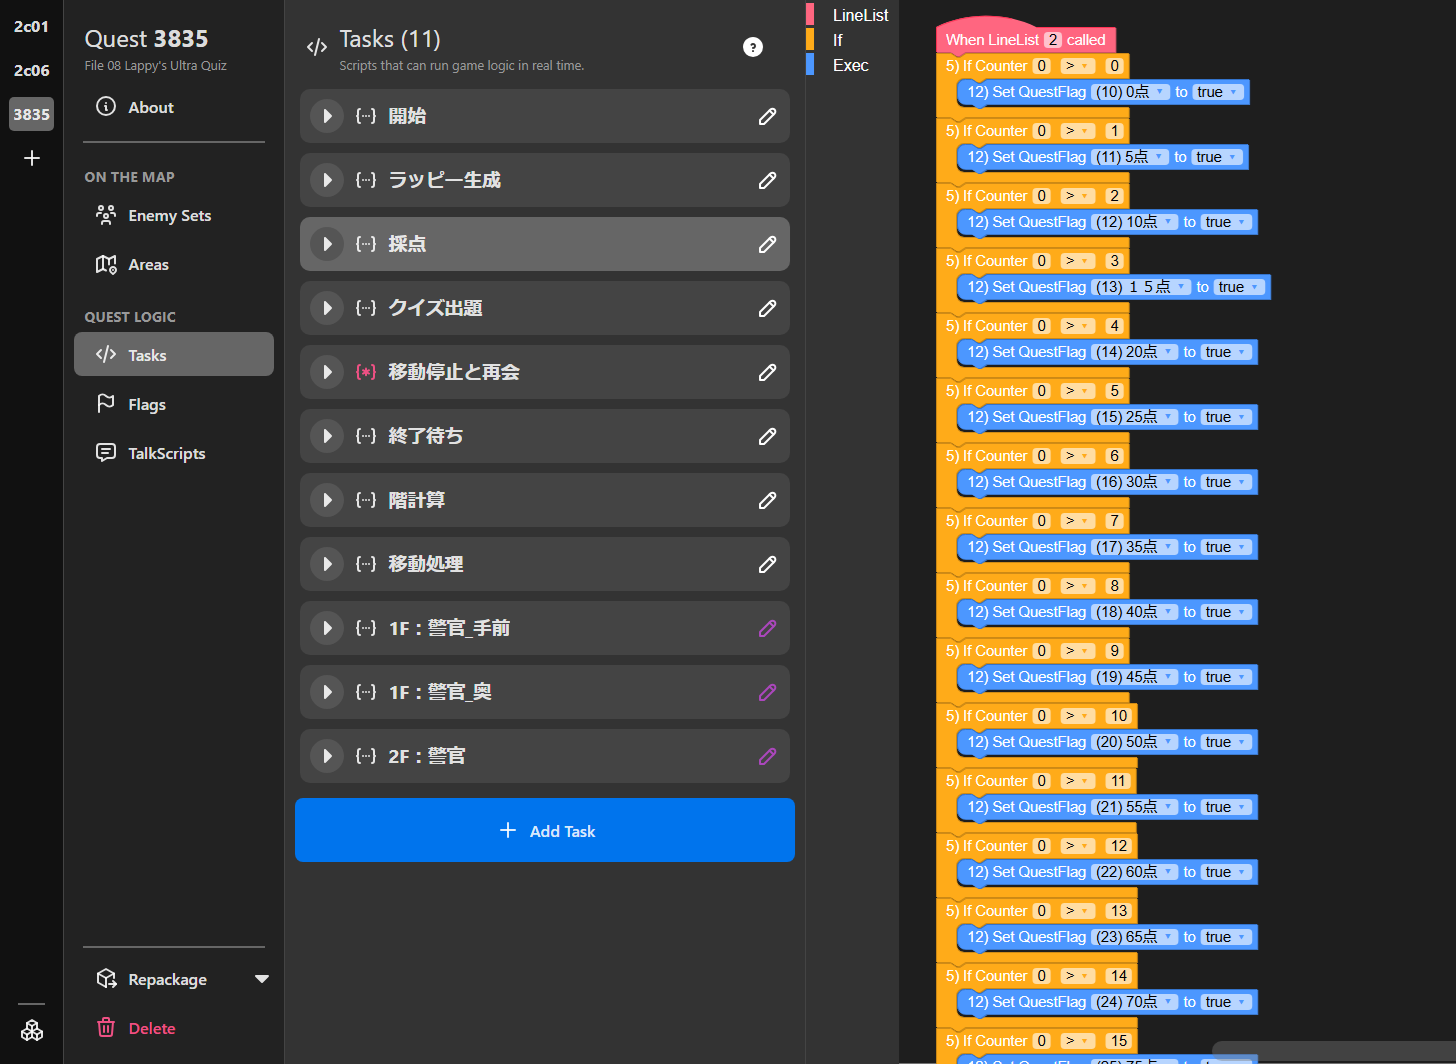 2c01
2c06
3835
Quest 3835
File 08 Lappy's Ultra Quiz
About
ON THE MAP
Enemy Sets
Areas
QUEST LOGIC
Tasks
Flags
TalkScripts
Repackage
Delete
Tasks (11)
Scripts that can run game logic in real time.
開始
ラッピー生成
採点
クイズ出題
移動停止と再会
終了待ち
階計算
移動処理
1F：警官_手前
1F：警官_奥
2F：警官
Add Task
LineList
If
Exec
When LineList 2 called
5) If Counter 0 > 0
12) Set QuestFlag (10) 0点 to true
5) If Counter 0 > 1
12) Set QuestFlag (11) 5点 to true
5) If Counter 0 > 2
12) Set QuestFlag (12) 10点 to true
5) If Counter 0 > 3
12) Set QuestFlag (13) １５点 to true
5) If Counter 0 > 4
12) Set QuestFlag (14) 20点 to true
5) If Counter 0 > 5
12) Set QuestFlag (15) 25点 to true
5) If Counter 0 > 6
12) Set QuestFlag (16) 30点 to true
5) If Counter 0 > 7
12) Set QuestFlag (17) 35点 to true
5) If Counter 0 > 8
12) Set QuestFlag (18) 40点 to true
5) If Counter 0 > 9
12) Set QuestFlag (19) 45点 to true
5) If Counter 0 > 10
12) Set QuestFlag (20) 50点 to true
5) If Counter 0 > 11
12) Set QuestFlag (21) 55点 to true
5) If Counter 0 > 12
12) Set QuestFlag (22) 60点 to true
5) If Counter 0 > 13
12) Set QuestFlag (23) 65点 to true
5) If Counter 0 > 14
12) Set QuestFlag (24) 70点 to true
5) If Counter 0 > 15